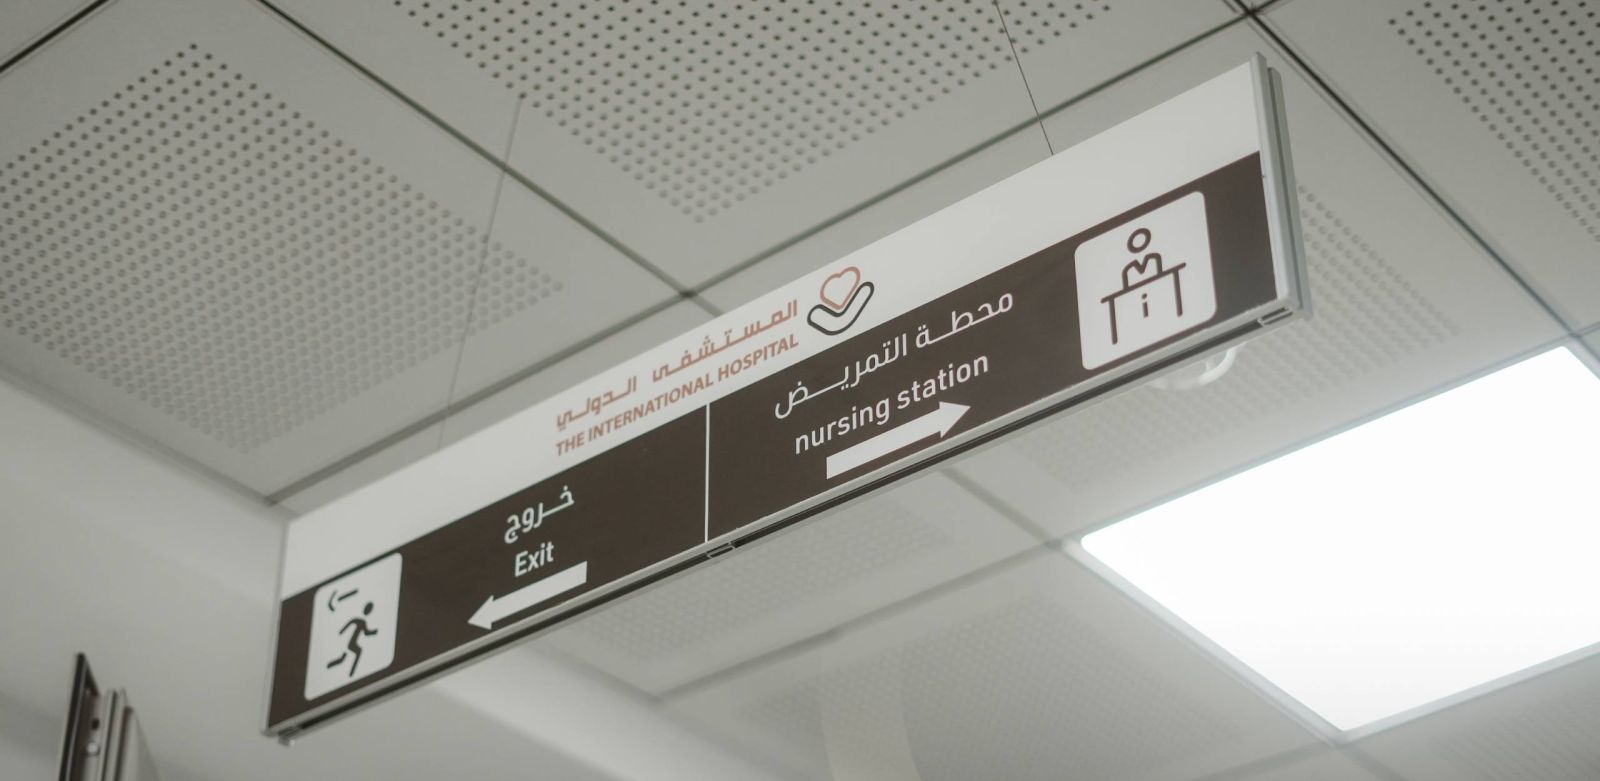 المستشفى الدولي
THE INTERNATIONAL HOSPITAL
محطة التمريض
nursing station
i
خروج
Exit